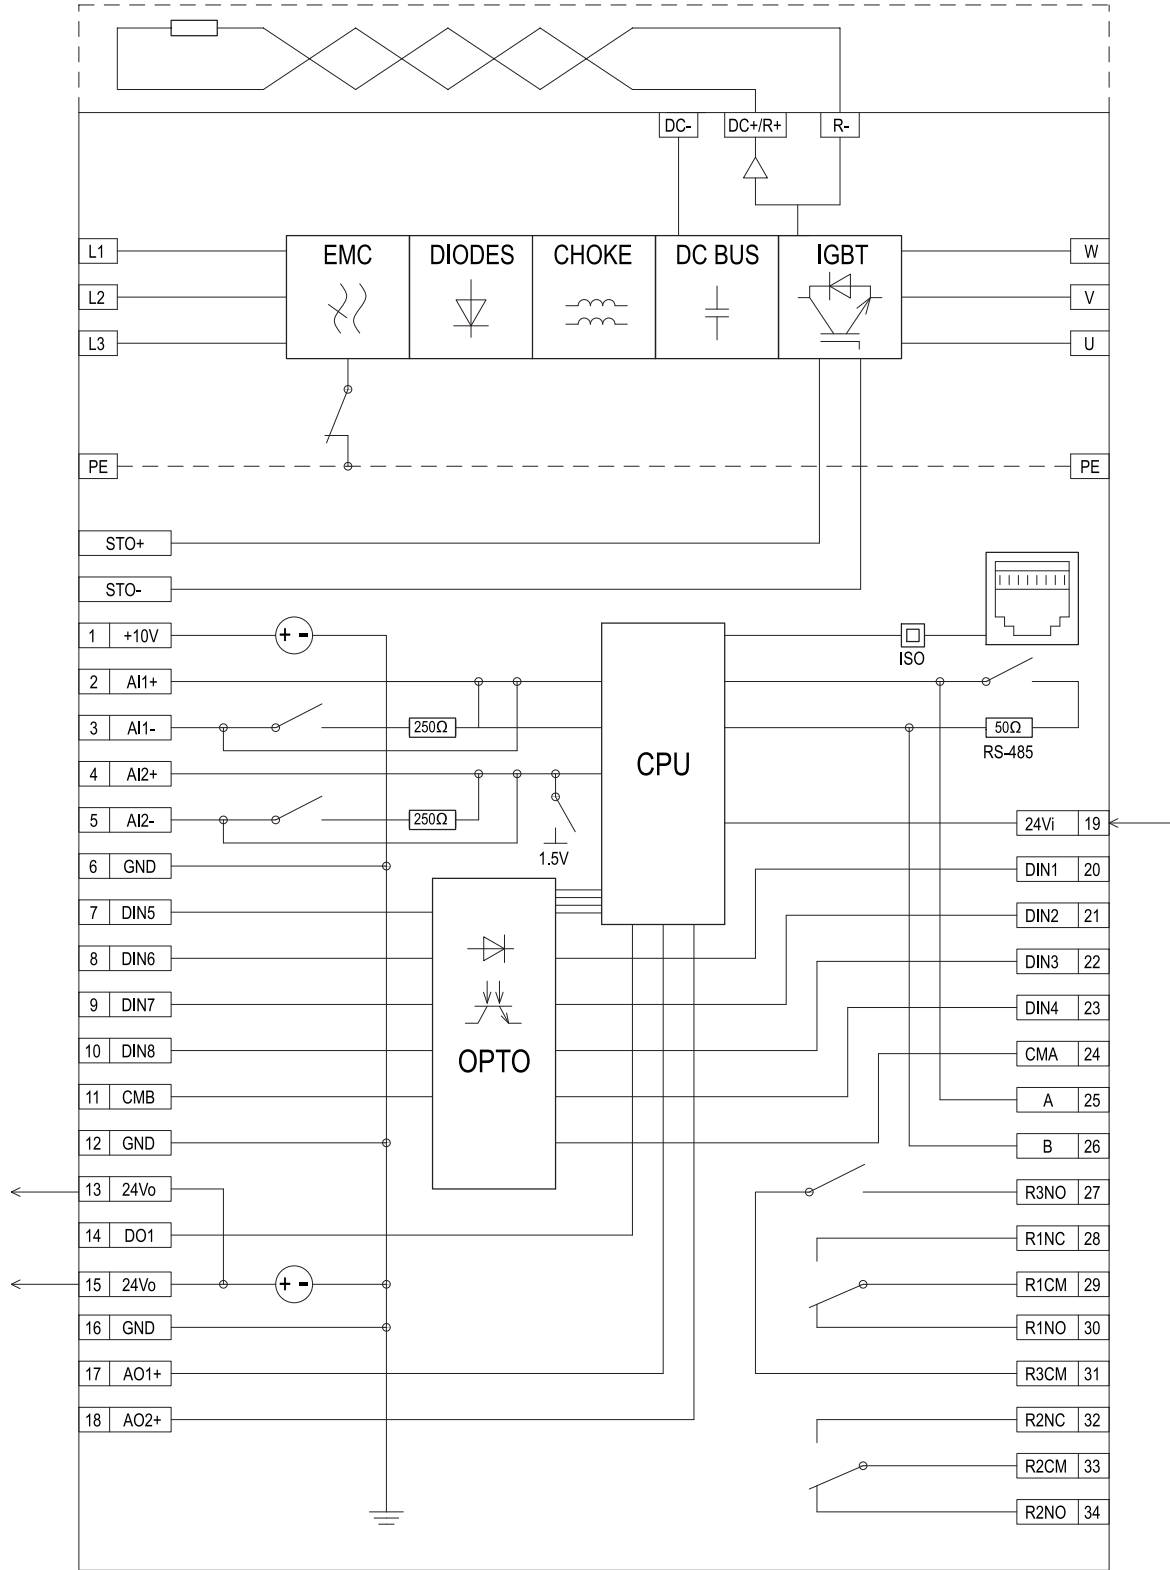 DC- DC+/R+ R-
L1 EMC DIODES CHOKE DC BUS IGBT W
L2 V
L3 U
PE PE
STO+
STO-
1 +10V + -
ISO
2 AI1+
3 AI1- 250Ω 50Ω
RS-485
CPU
4 AI2+
5 AI2- 250Ω 24Vi 19
1.5V
6 GND DIN1 20
7 DIN5 DIN2 21
8 DIN6 DIN3 22
9 DIN7 DIN4 23
10 DIN8 OPTO CMA 24
11 CMB A 25
12 GND B 26
13 24Vo R3NO 27
14 DO1 R1NC 28
15 24Vo + - R1CM 29
16 GND R1NO 30
17 AO1+ R3CM 31
18 AO2+ R2NC 32
R2CM 33
R2NO 34